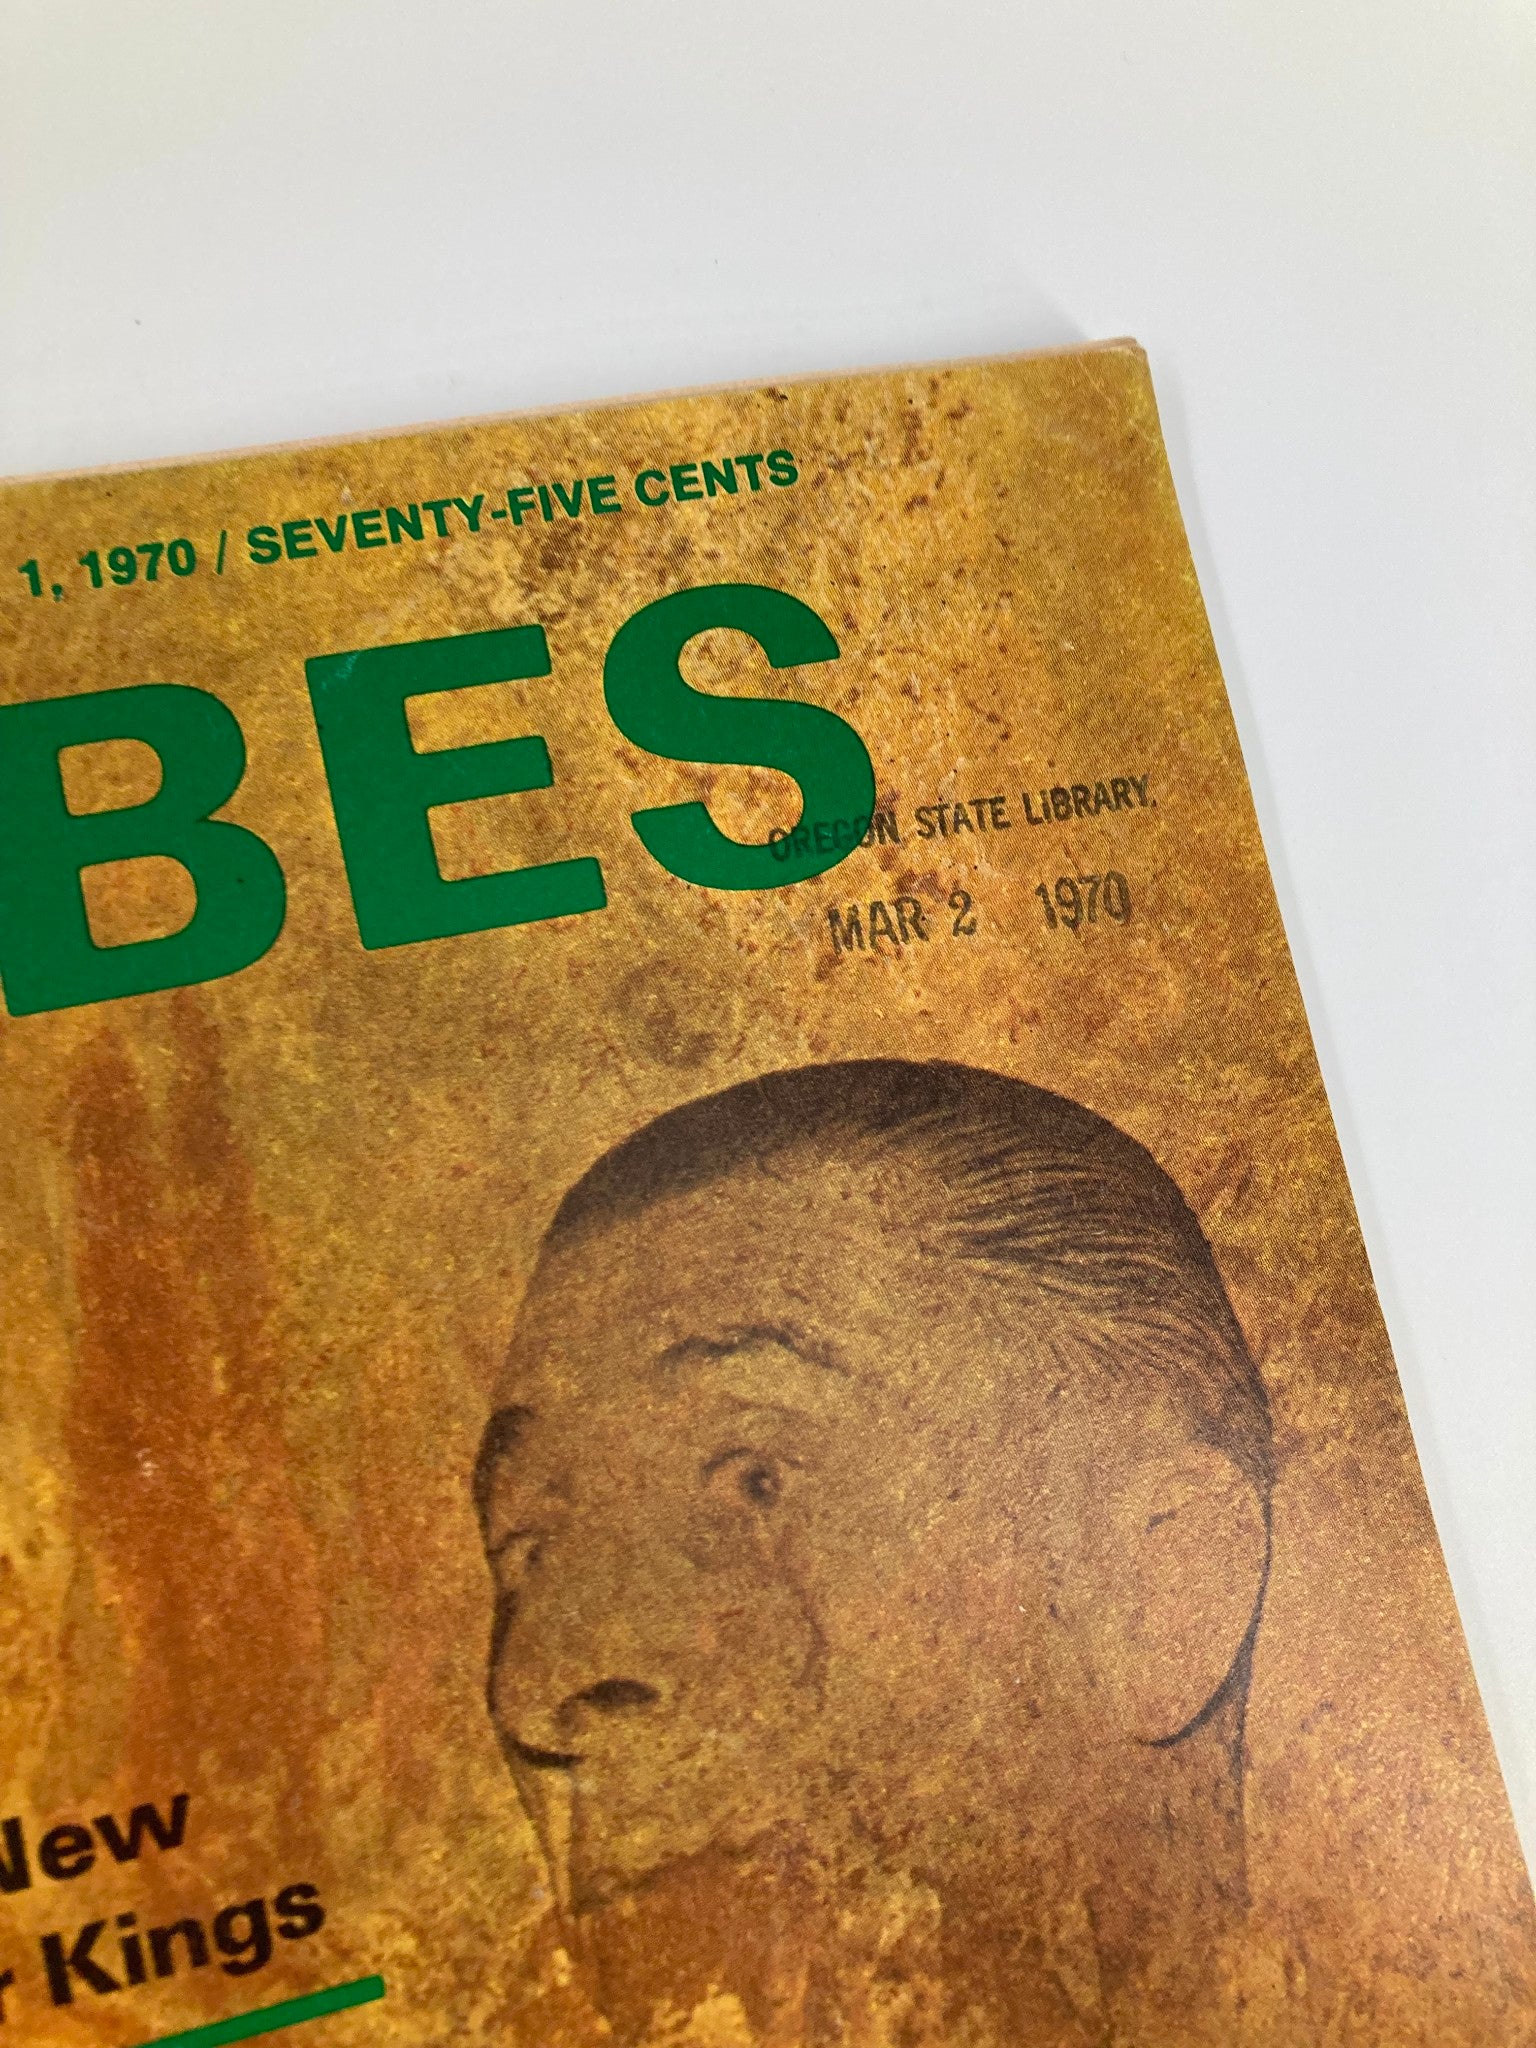 1, 1970 / SEVENTY-FIVE CENTS
BES
OREGON STATE LIBRARY,
MAR 2 1970
New
r Kings